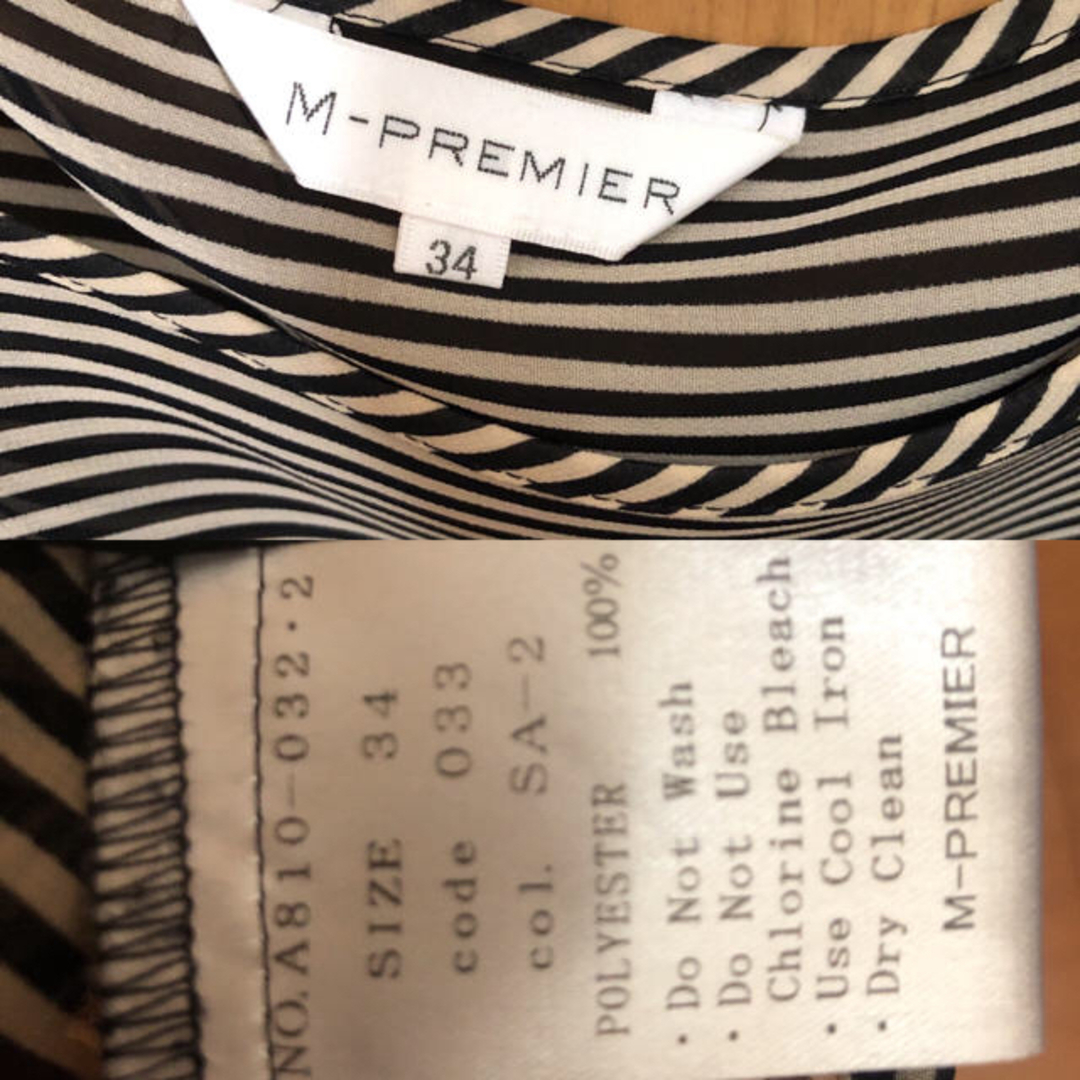 M-PREMIER
34
NO. A810-032・2
SIZE 34
code 033
col. SA-2
POLYESTER 100%
・Do Not Wash
・Do Not Use
Chlorine Bleach
・Use Cool Iron
・Dry Clean
M-PREMIER